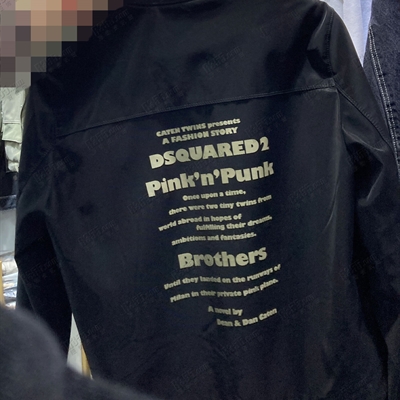 CATEN TWINS presents
A FASHION STORY
DSQUARED2
Pink'n'Punk
Once upon a time,
there were two tiny twins from
world abroad in hopes of
fulfilling their dreams,
ambitions and fantasies.
Brothers
Until they landed on the runways of
Milan in their private pink plane.
A novel by
Dean & Dan Caten